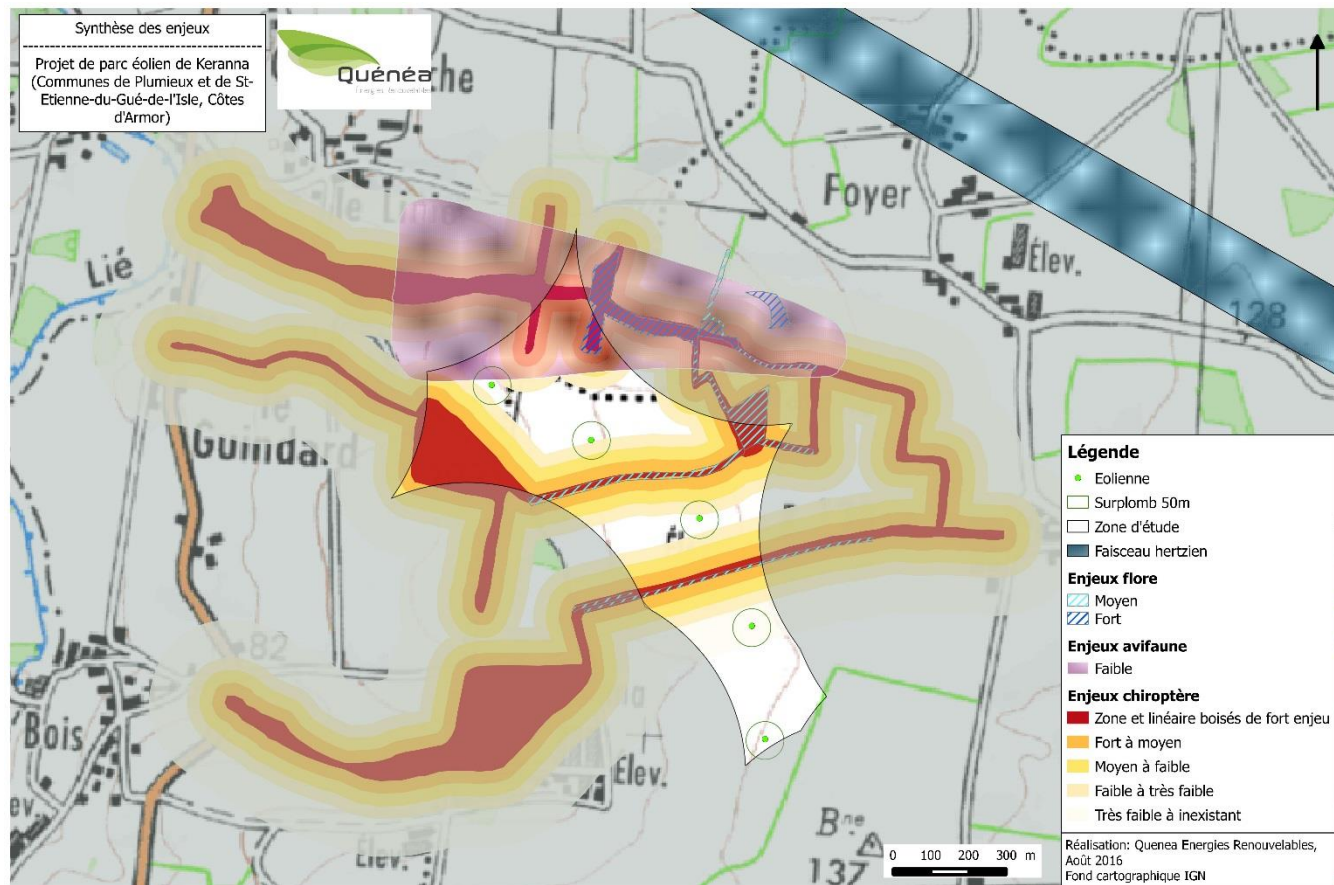 Synthèse des enjeux
Projet de parc éolien de Keranna
(Communes de Plumieux et de St-
Etienne-du-Gué-de-l'Isle, Côtes
d'Armor)
Quénéa
Foyer
Élev.
Lié
128
Guindard
82
Bois
Elev.
Élev.
Bne
137
Légende
Eolienne
Surplomb 50m
Zone d'étude
Faisceau hertzien
Enjeux flore
Moyen
Fort
Enjeux avifaune
Faible
Enjeux chiroptère
Zone et linéaire boisés de fort enjeu
Fort à moyen
Moyen à faible
Faible à très faible
Très faible à inexistant
0 100 200 300 m
Réalisation: Quenea Energies Renouvelables,
Août 2016
Fond cartographique IGN